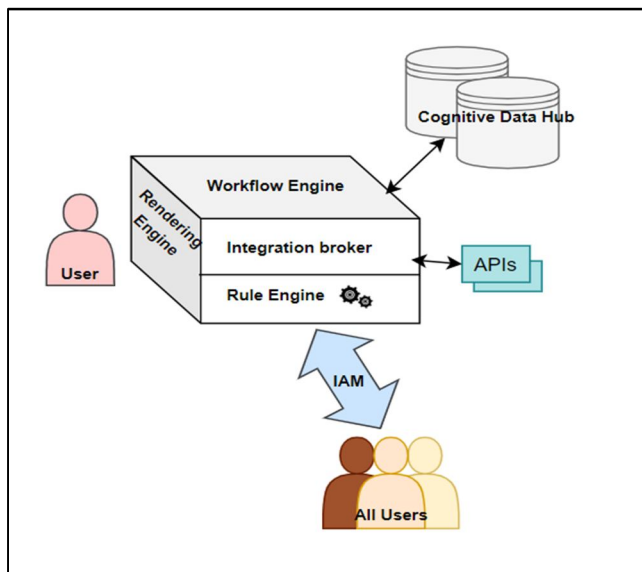 Cognitive Data Hub
Workflow Engine
Rendering
Engine
Integration broker
APIs
User
Rule Engine
IAM
All Users